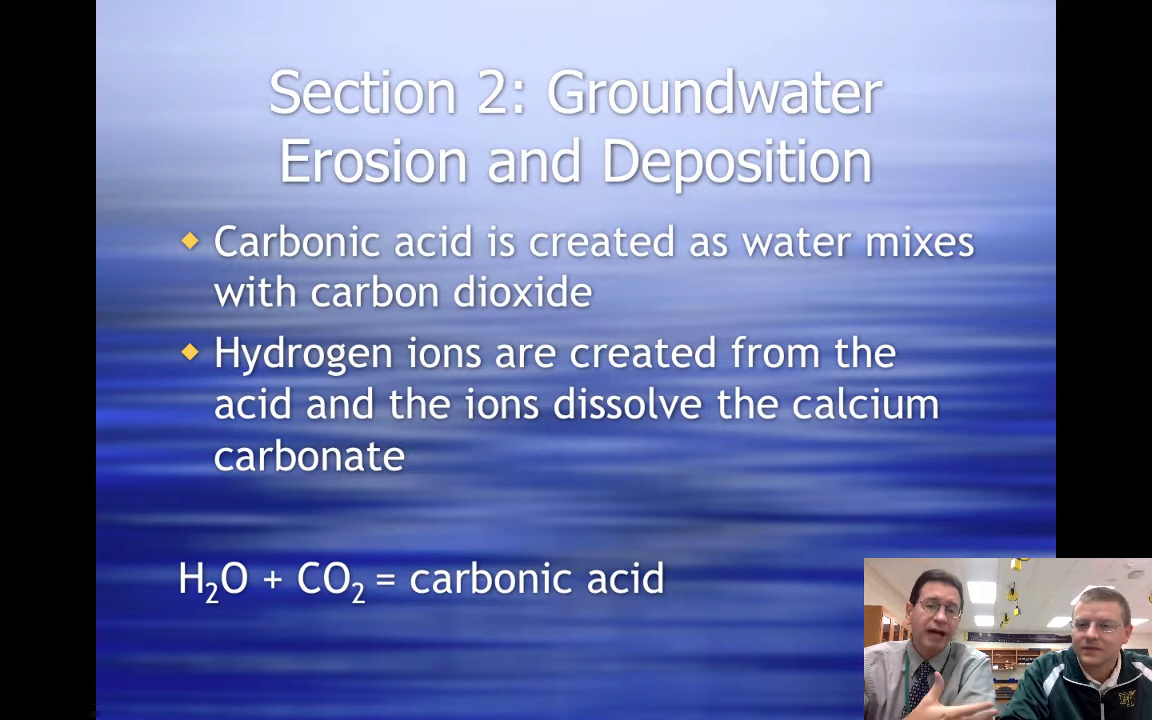 Section 2: Groundwater
Erosion and Deposition
Carbonic acid is created as water mixes
with carbon dioxide
Hydrogen ions are created from the
acid and the ions dissolve the calcium
carbonate
H₂O + CO₂ = carbonic acid